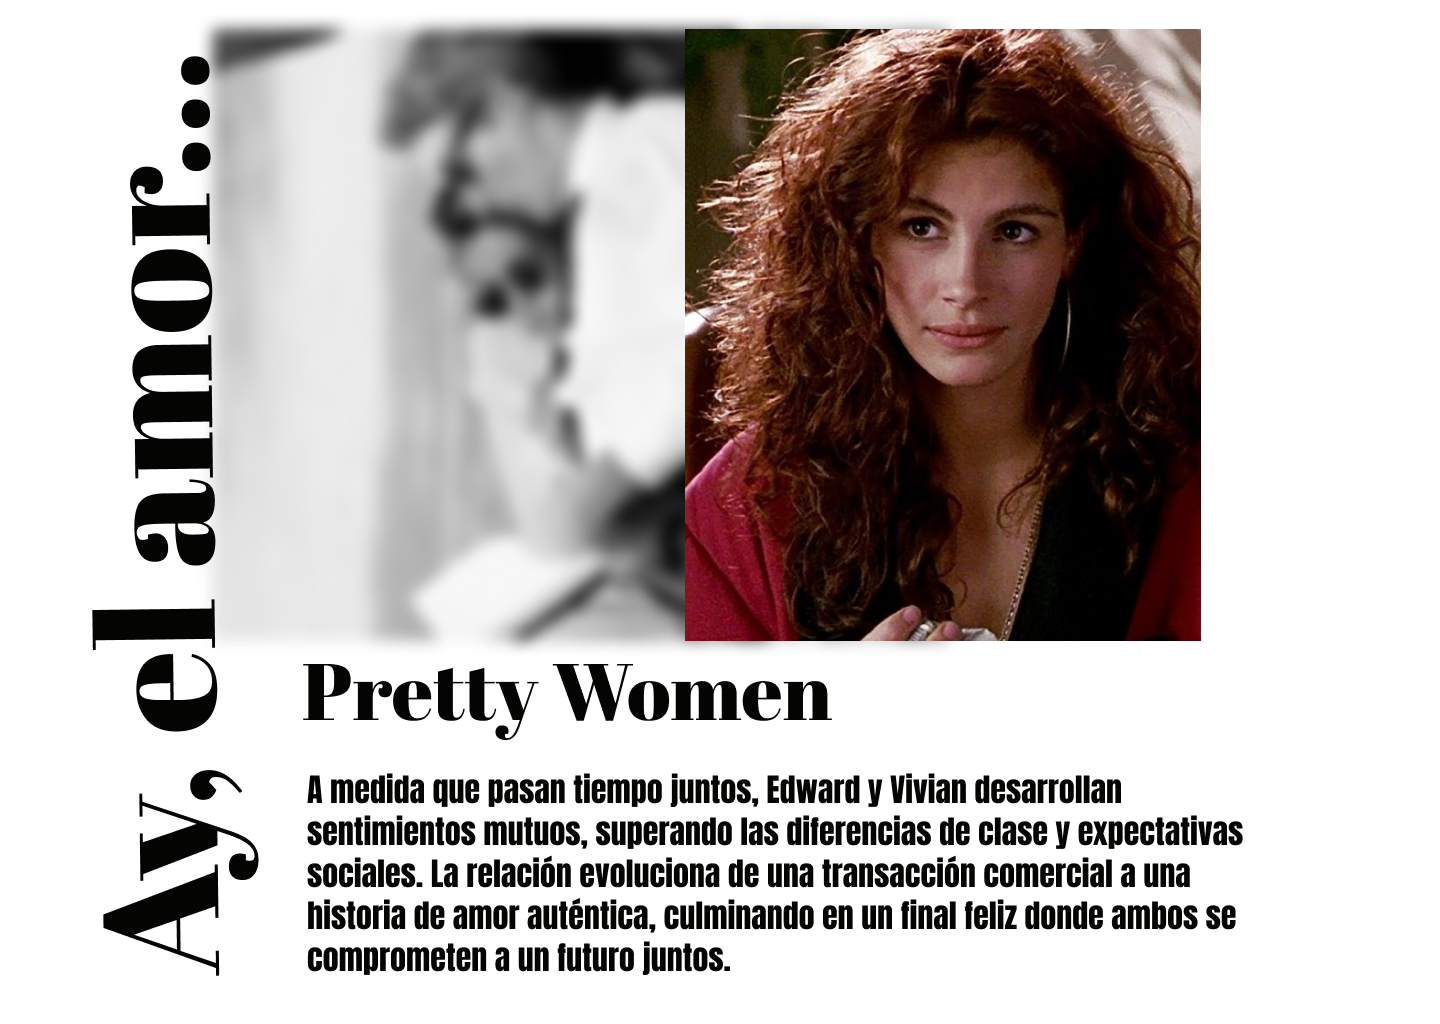 Ay, el amor...
Pretty Women
A medida que pasan tiempo juntos, Edward y Vivian desarrollan
sentimientos mutuos, superando las diferencias de clase y expectativas
sociales. La relación evoluciona de una transacción comercial a una
historia de amor auténtica, culminando en un final feliz donde ambos se
comprometen a un futuro juntos.